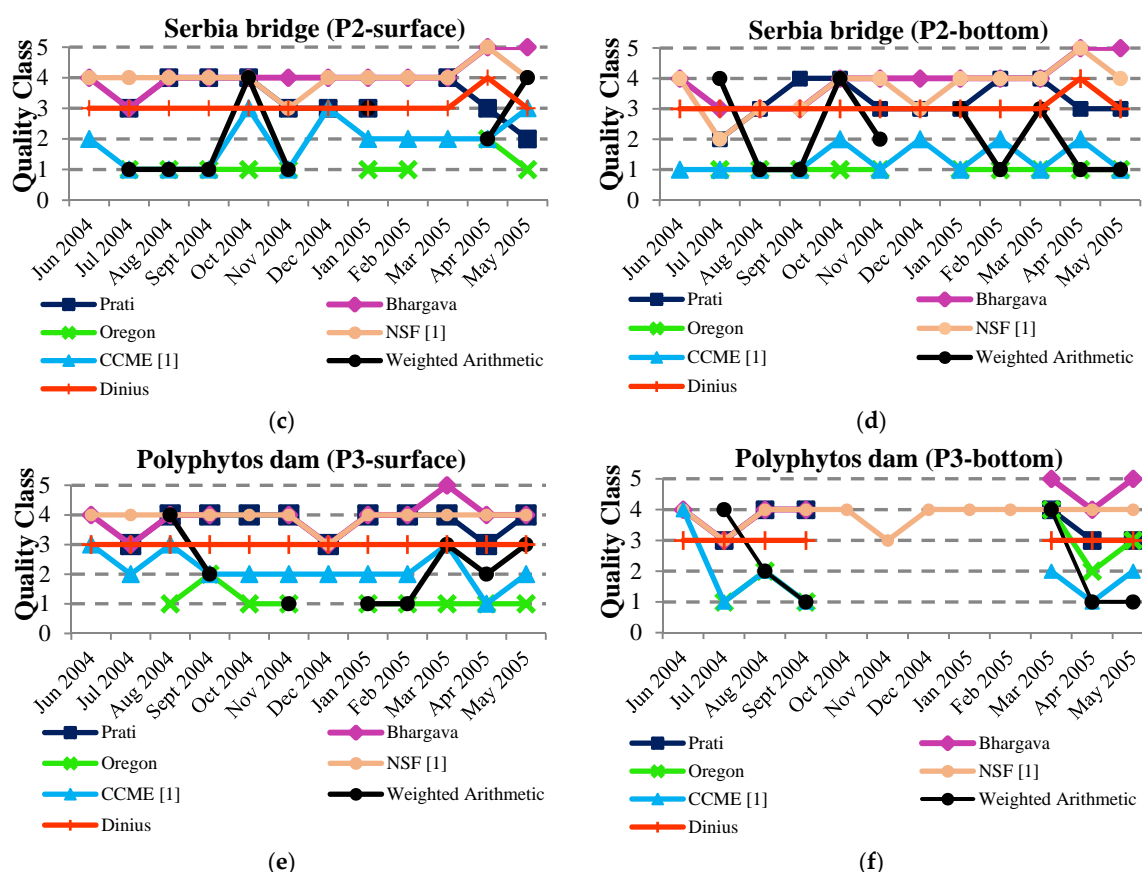 Serbia bridge (P2-surface)
Quality Class
5
4
3
2
1
0
Jun 2004
Jul 2004
Aug 2004
Sept 2004
Oct 2004
Nov 2004
Dec 2004
Jan 2005
Feb 2005
Mar 2005
Apr 2005
May 2005
Prati
Bhargava
Oregon
NSF [1]
CCME [1]
Weighted Arithmetic
Dinius
(c)
Serbia bridge (P2-bottom)
Quality Class
5
4
3
2
1
0
Jun 2004
Jul 2004
Aug 2004
Sept 2004
Oct 2004
Nov 2004
Dec 2004
Jan 2005
Feb 2005
Mar 2005
Apr 2005
May 2005
Prati
Bhargava
Oregon
NSF [1]
CCME [1]
Weighted Arithmetic
Dinius
(d)
Polyphytos dam (P3-surface)
Quality Class
5
4
3
2
1
0
Jun 2004
Jul 2004
Aug 2004
Sept 2004
Oct 2004
Nov 2004
Dec 2004
Jan 2005
Feb 2005
Mar 2005
Apr 2005
May 2005
Prati
Bhargava
Oregon
NSF [1]
CCME [1]
Weighted Arithmetic
Dinius
(e)
Polyphytos dam (P3-bottom)
Quality Class
5
4
3
2
1
0
Jun 2004
Jul 2004
Aug 2004
Sept 2004
Oct 2004
Nov 2004
Dec 2004
Jan 2005
Feb 2005
Mar 2005
Apr 2005
May 2005
Prati
Bhargava
Oregon
NSF [1]
CCME [1]
Weighted Arithmetic
Dinius
(f)